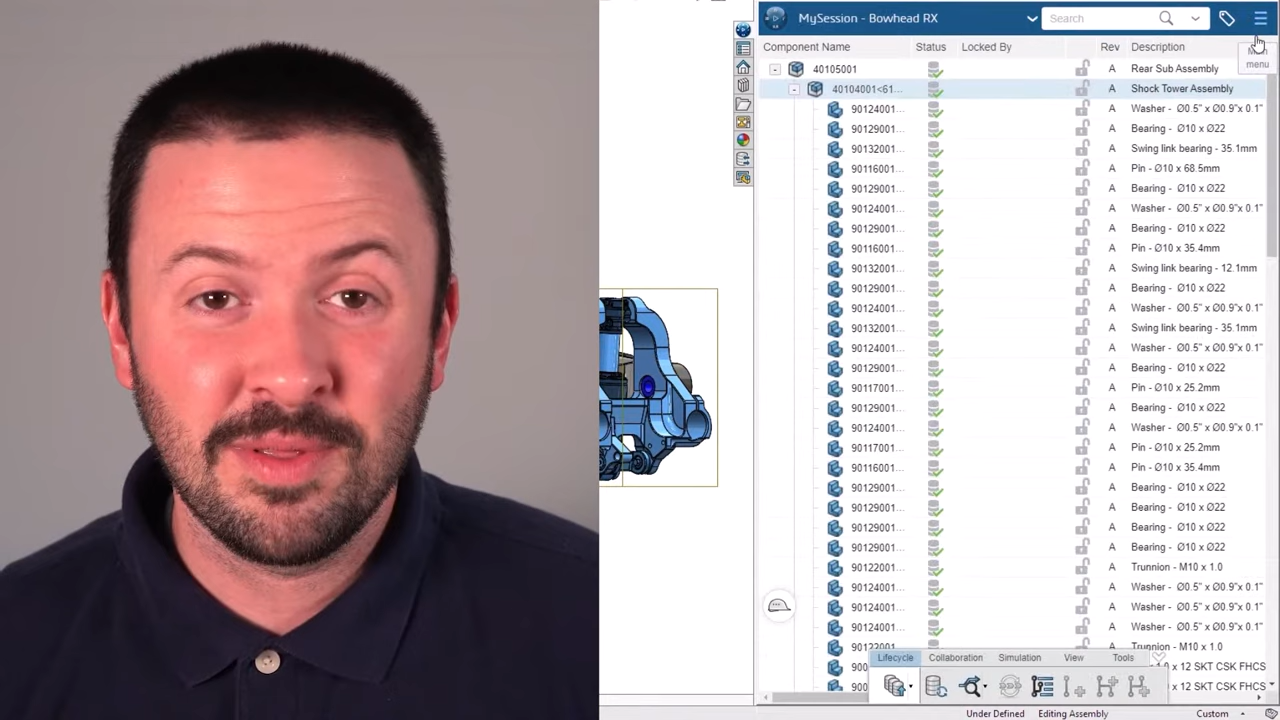 MySession - Bowhead RX
Search
Component Name Status Locked By Rev Description
menu
40105001 A Rear Sub Assembly
40104001<61... A Shock Tower Assembly
90124001... A Washer - Ø0.5" x Ø0.9"x 0.1"
90129001... A Bearing - Ø10 x Ø22
90132001... A Swing link bearing - 35.1mm
90116001... A Pin - Ø10 x 68.5mm
90129001... A Bearing - Ø10 x Ø22
90124001... A Washer - Ø0.5" x Ø0.9"x 0.1"
90129001... A Bearing - Ø10 x Ø22
90116001... A Pin - Ø10 x 35.4mm
90132001... A Swing link bearing - 12.1mm
90129001... A Bearing - Ø10 x Ø22
90124001... A Washer - Ø0.5" x Ø0.9"x 0.1"
90132001... A Swing link bearing - 35.1mm
90124001... A Washer - Ø0.5" x Ø0.9"x 0.1"
90129001... A Bearing - Ø10 x Ø22
90117001... A Pin - Ø10 x 25.2mm
90129001... A Bearing - Ø10 x Ø22
90124001... A Washer - Ø0.5" x Ø0.9"x 0.1"
90117001... A Pin - Ø10 x 25.2mm
90116001... A Pin - Ø10 x 35.4mm
90129001... A Bearing - Ø10 x Ø22
90129001... A Bearing - Ø10 x Ø22
90129001... A Bearing - Ø10 x Ø22
90129001... A Bearing - Ø10 x Ø22
90122001... A Trunnion - M10 x 1.0
90124001... A Washer - Ø0.5" x Ø0.9"x 0.1"
90124001... A Washer - Ø0.5" x Ø0.9"x 0.1"
90124001... A Washer - Ø0.5" x Ø0.9"x 0.1"
90122001... A Trunnion - M10 x 1.0
Lifecycle Collaboration Simulation View Tools
900 x 12 SKT CSK FHCS
900 x 12 SKT CSK FHCS
Under Defined Editing Assembly Custom